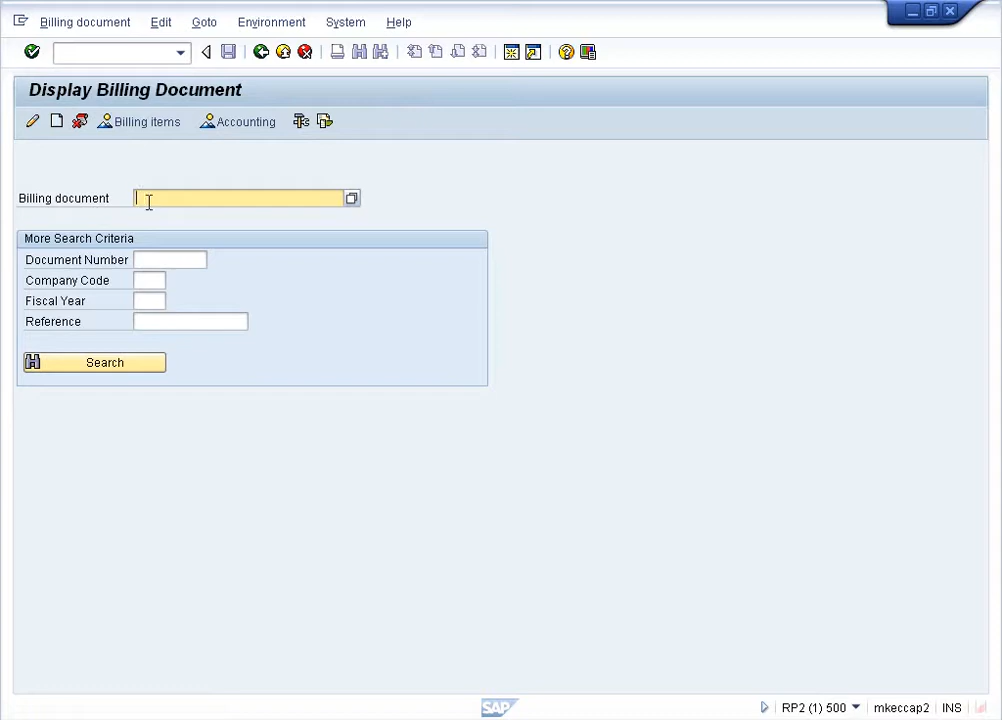 Billing document Edit Goto Environment System Help
Display Billing Document
Billing items Accounting
Billing document
More Search Criteria
Document Number
Company Code
Fiscal Year
Reference
Search
SAP RP2 (1) 500 mkeccap2 INS